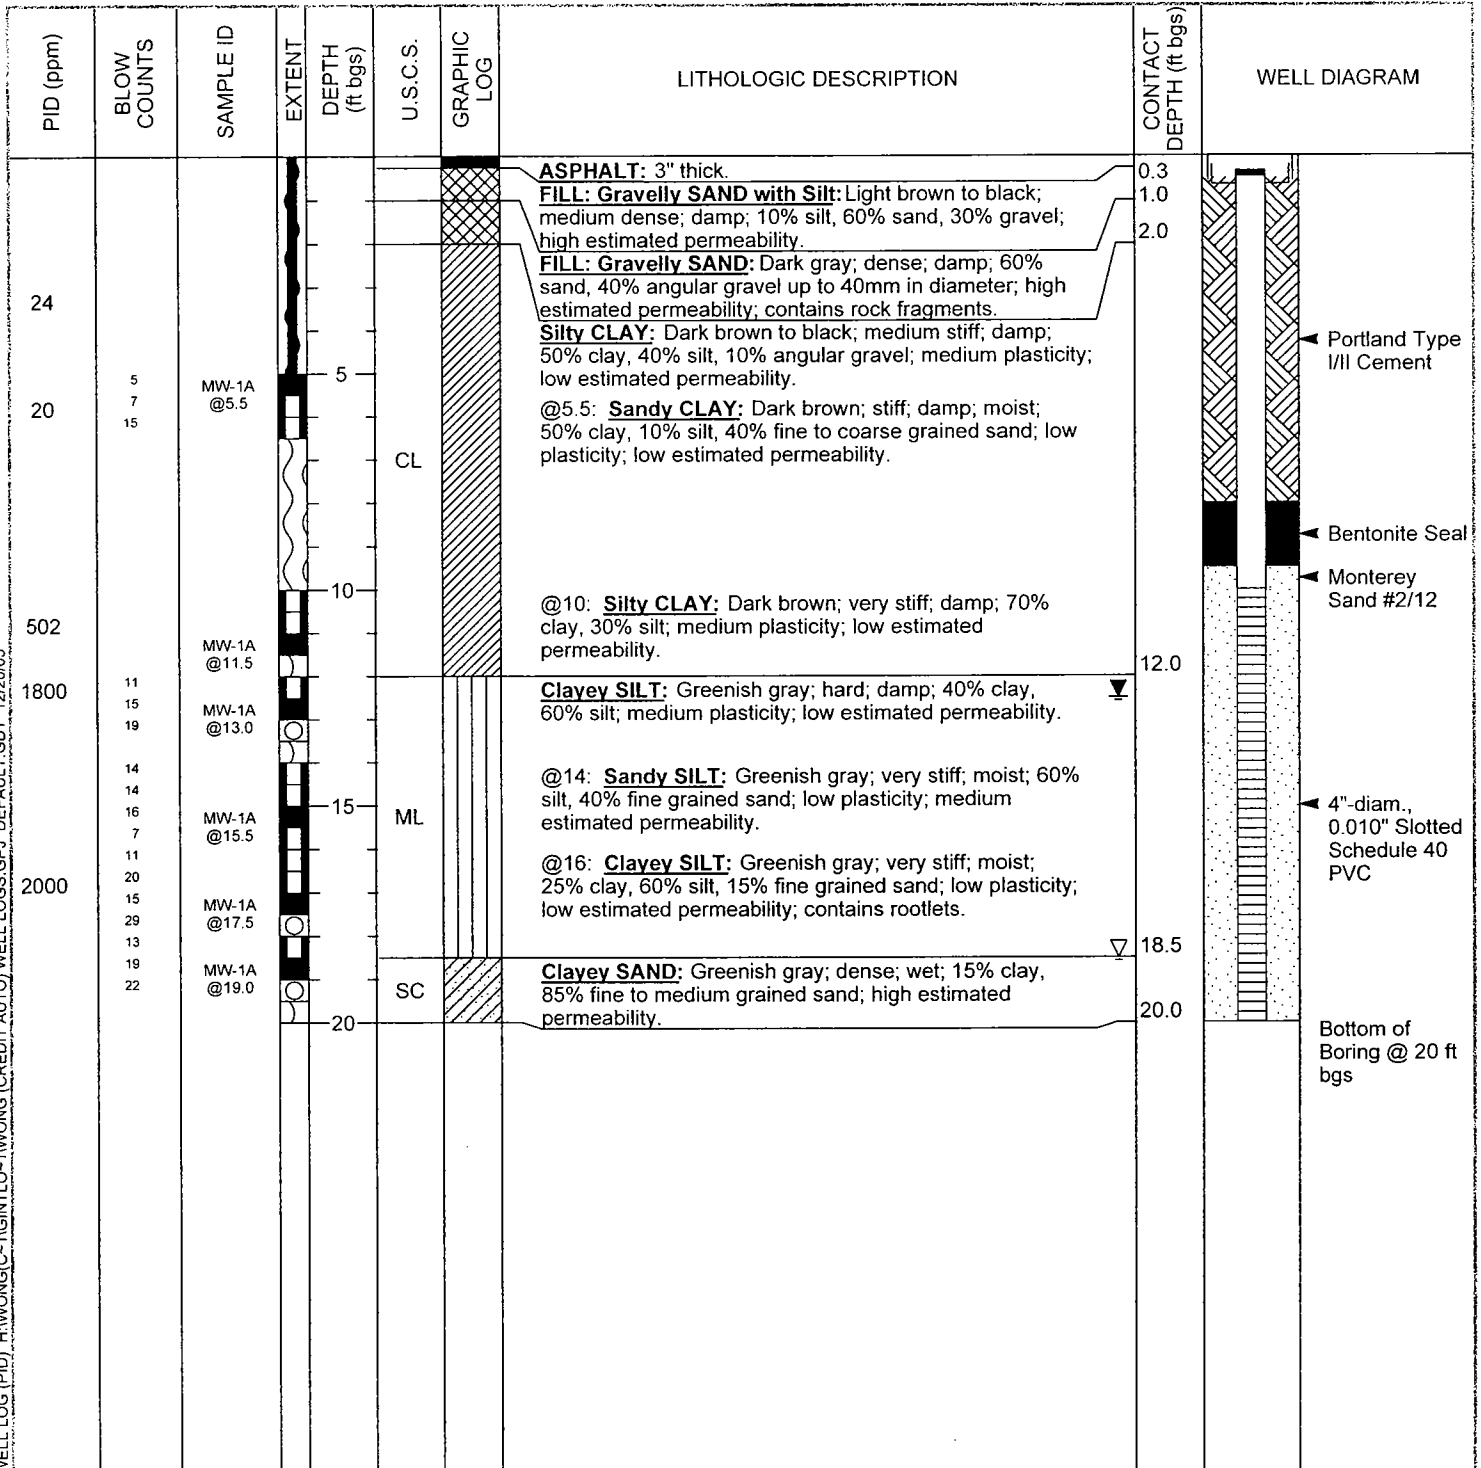 PID (ppm)
BLOW
COUNTS
SAMPLE ID
EXTENT
DEPTH
(ft bgs)
U.S.C.S.
GRAPHIC
LOG
LITHOLOGIC DESCRIPTION
CONTACT
DEPTH (ft bgs)
WELL DIAGRAM
ASPHALT: 3" thick.
0.3
FILL: Gravelly SAND with Silt: Light brown to black;
medium dense; damp; 10% silt, 60% sand, 30% gravel;
high estimated permeability.
1.0
FILL: Gravelly SAND: Dark gray; dense; damp; 60%
sand, 40% angular gravel up to 40mm in diameter; high
estimated permeability; contains rock fragments.
2.0
24
Silty CLAY: Dark brown to black; medium stiff; damp;
50% clay, 40% silt, 10% angular gravel; medium plasticity;
low estimated permeability.
Portland Type
I/II Cement
5
5
7
15
MW-1A
@5.5
20
@5.5: Sandy CLAY: Dark brown; stiff; damp; moist;
50% clay, 10% silt, 40% fine to coarse grained sand; low
plasticity; low estimated permeability.
CL
Bentonite Seal
Monterey
Sand #2/12
10
@10: Silty CLAY: Dark brown; very stiff; damp; 70%
clay, 30% silt; medium plasticity; low estimated
permeability.
502
MW-1A
@11.5
12.0
1800
11
15
19
MW-1A
@13.0
Clayey SILT: Greenish gray; hard; damp; 40% clay,
60% silt; medium plasticity; low estimated permeability.
14
14
16
7
11
20
15
29
13
19
22
15
MW-1A
@15.5
ML
@14: Sandy SILT: Greenish gray; very stiff; moist; 60%
silt, 40% fine grained sand; low plasticity; medium
estimated permeability.
4"-diam.,
0.010" Slotted
Schedule 40
PVC
2000
@16: Clayey SILT: Greenish gray; very stiff; moist;
25% clay, 60% silt, 15% fine grained sand; low plasticity;
low estimated permeability; contains rootlets.
MW-1A
@17.5
18.5
MW-1A
@19.0
SC
Clayey SAND: Greenish gray; dense; wet; 15% clay,
85% fine to medium grained sand; high estimated
permeability.
20
20.0
Bottom of
Boring @ 20 ft
bgs